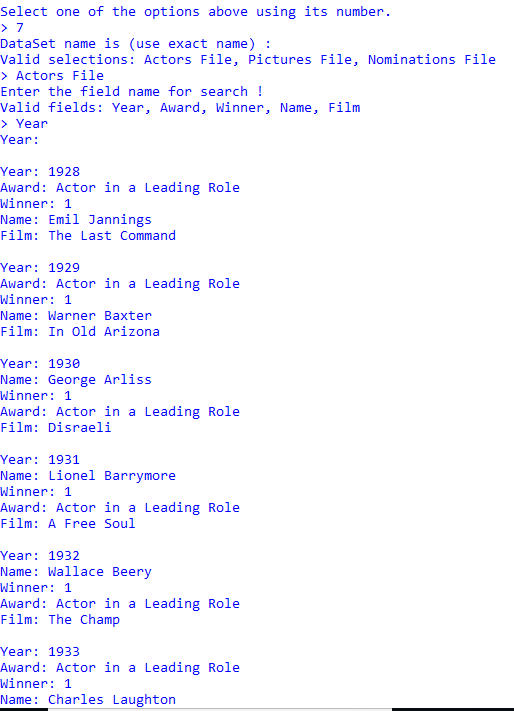 Select one of the options above using its number.
> 7
DataSet name is (use exact name) :
Valid selections: Actors File, Pictures File, Nominations File
> Actors File
Enter the field name for search !
Valid fields: Year, Award, Winner, Name, Film
> Year
Year:
Year: 1928
Award: Actor in a Leading Role
Winner: 1
Name: Emil Jannings
Film: The Last Command
Year: 1929
Award: Actor in a Leading Role
Winner: 1
Name: Warner Baxter
Film: In Old Arizona
Year: 1930
Name: George Arliss
Winner: 1
Award: Actor in a Leading Role
Film: Disraeli
Year: 1931
Name: Lionel Barrymore
Winner: 1
Award: Actor in a Leading Role
Film: A Free Soul
Year: 1932
Name: Wallace Beery
Winner: 1
Award: Actor in a Leading Role
Film: The Champ
Year: 1933
Award: Actor in a Leading Role
Winner: 1
Name: Charles Laughton